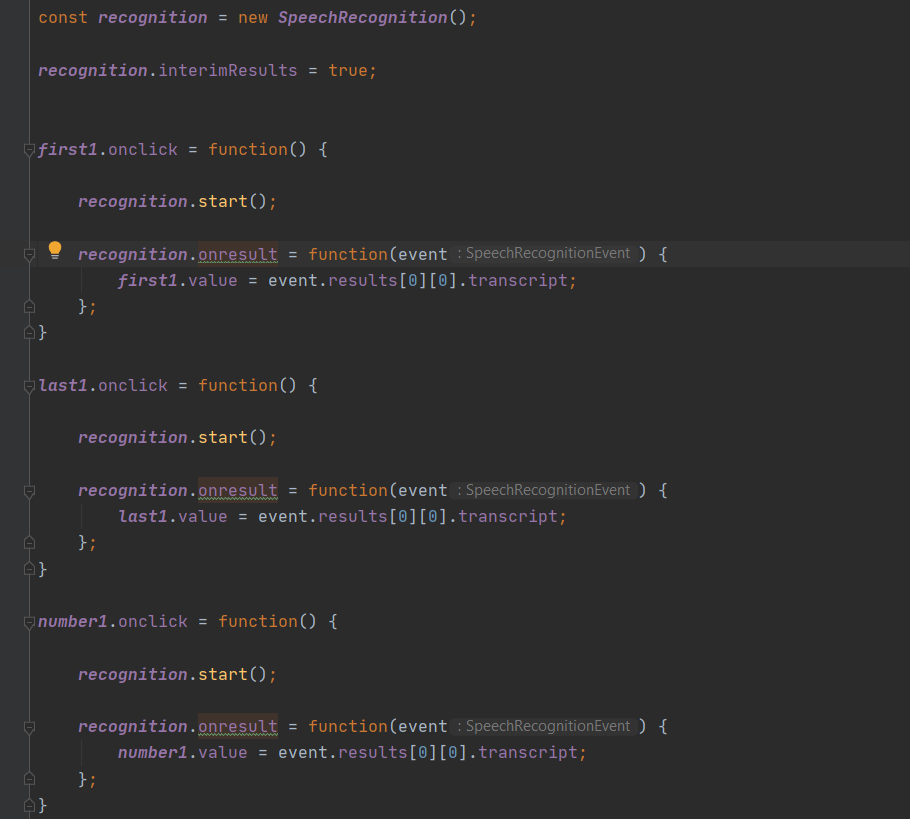 const recognition = new SpeechRecognition();
recognition.interimResults = true;
first1.onclick = function() {
recognition.start();
recognition.onresult = function(event : SpeechRecognitionEvent ) {
first1.value = event.results[0][0].transcript;
};
}
last1.onclick = function() {
recognition.start();
recognition.onresult = function(event : SpeechRecognitionEvent ) {
last1.value = event.results[0][0].transcript;
};
}
number1.onclick = function() {
recognition.start();
recognition.onresult = function(event : SpeechRecognitionEvent ) {
number1.value = event.results[0][0].transcript;
};
}